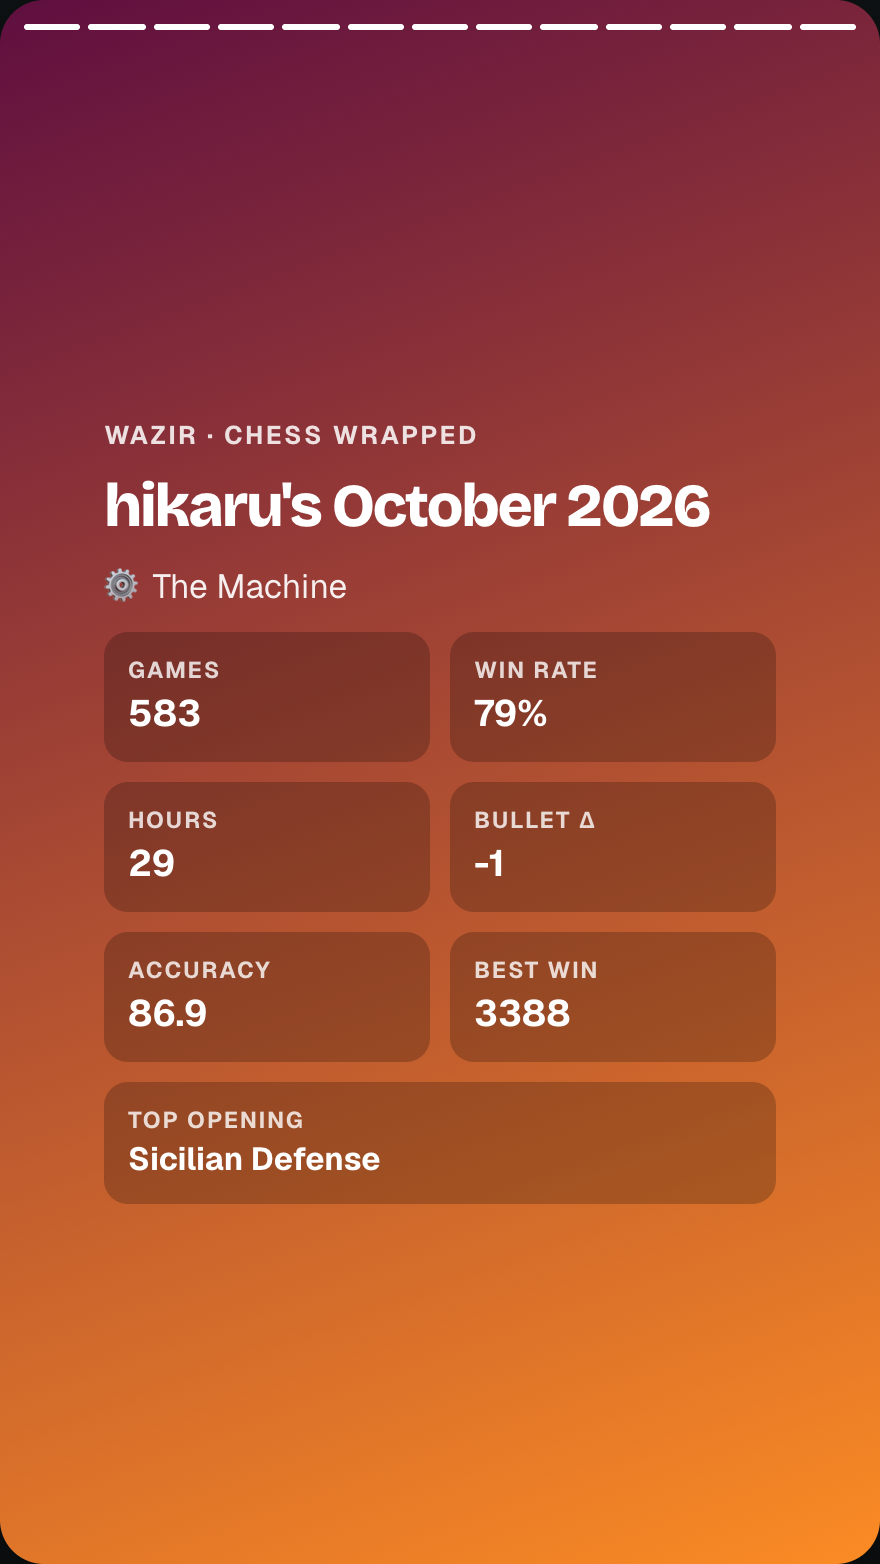 WAZIR · CHESS WRAPPED
hikaru's October 2026
⚙️ The Machine
GAMES
583
WIN RATE
79%
HOURS
29
BULLET Δ
-1
ACCURACY
86.9
BEST WIN
3388
TOP OPENING
Sicilian Defense